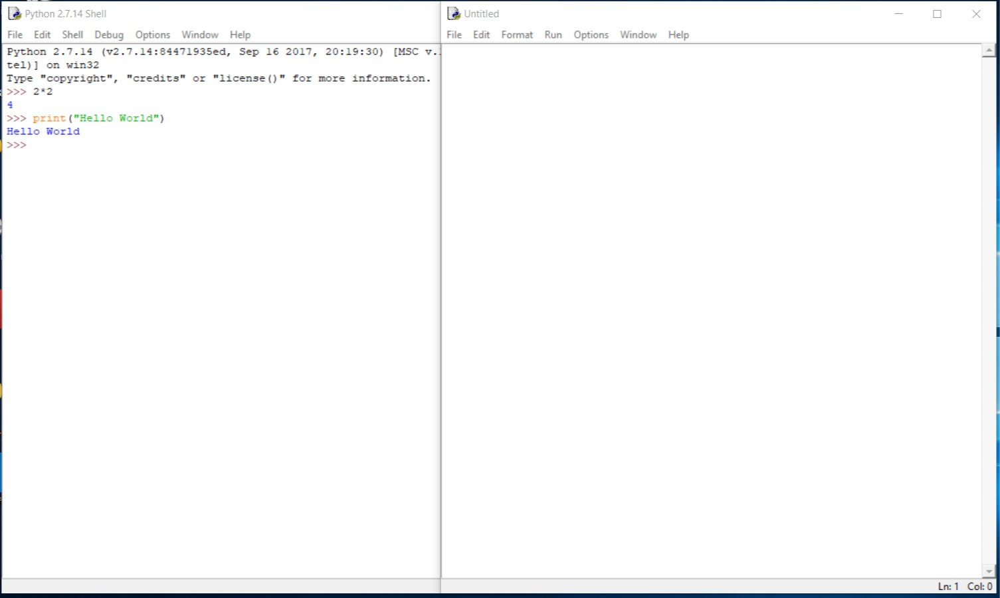 Python 2.7.14 Shell
File Edit Shell Debug Options Window Help
Python 2.7.14 (v2.7.14:84471935ed, Sep 16 2017, 20:19:30) [MSC v.
tel)] on win32
Type "copyright", "credits" or "license()" for more information.
>>> 2*2
4
>>> print("Hello World")
Hello World
>>>
Untitled
File Edit Format Run Options Window Help
Ln: 1 Col: 0